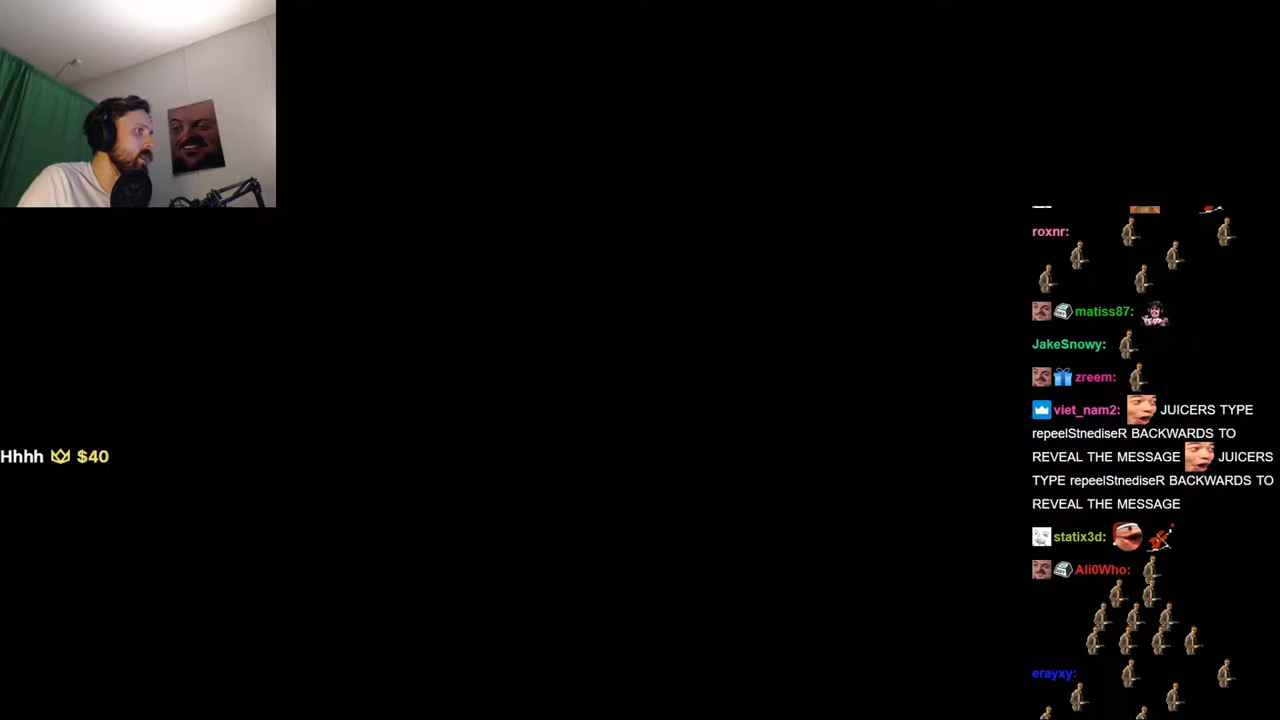 roxnr:
matiss87:
JakeSnowy:
zreem:
viet_nam2: JUICERS TYPE
repeelStnediseR BACKWARDS TO
REVEAL THE MESSAGE JUICERS
TYPE repeelStnediseR BACKWARDS TO
REVEAL THE MESSAGE
Hhhh $40
statix3d:
Ali0Who:
erayxy: